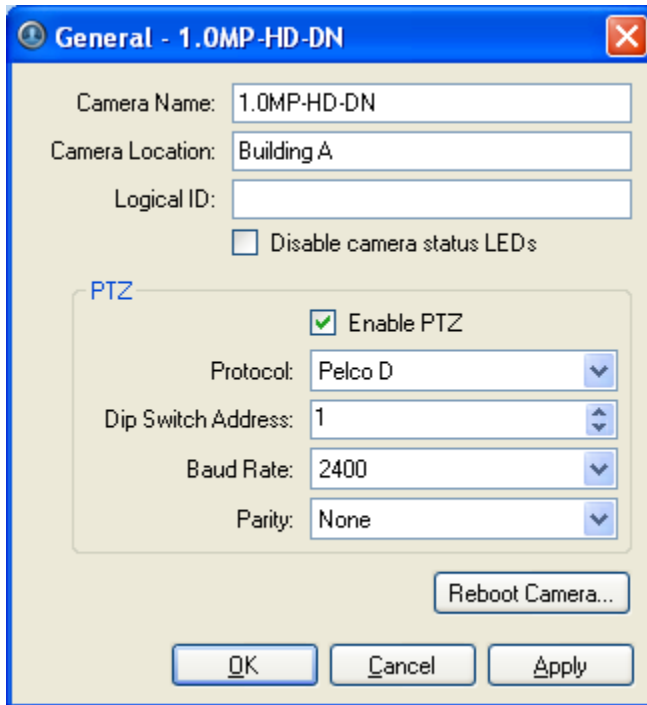 General - 1.0MP-HD-DN
Camera Name: 1.0MP-HD-DN
Camera Location: Building A
Logical ID:
Disable camera status LEDs
PTZ
Enable PTZ
Protocol: Pelco D
Dip Switch Address: 1
Baud Rate: 2400
Parity: None
Reboot Camera...
OK Cancel Apply